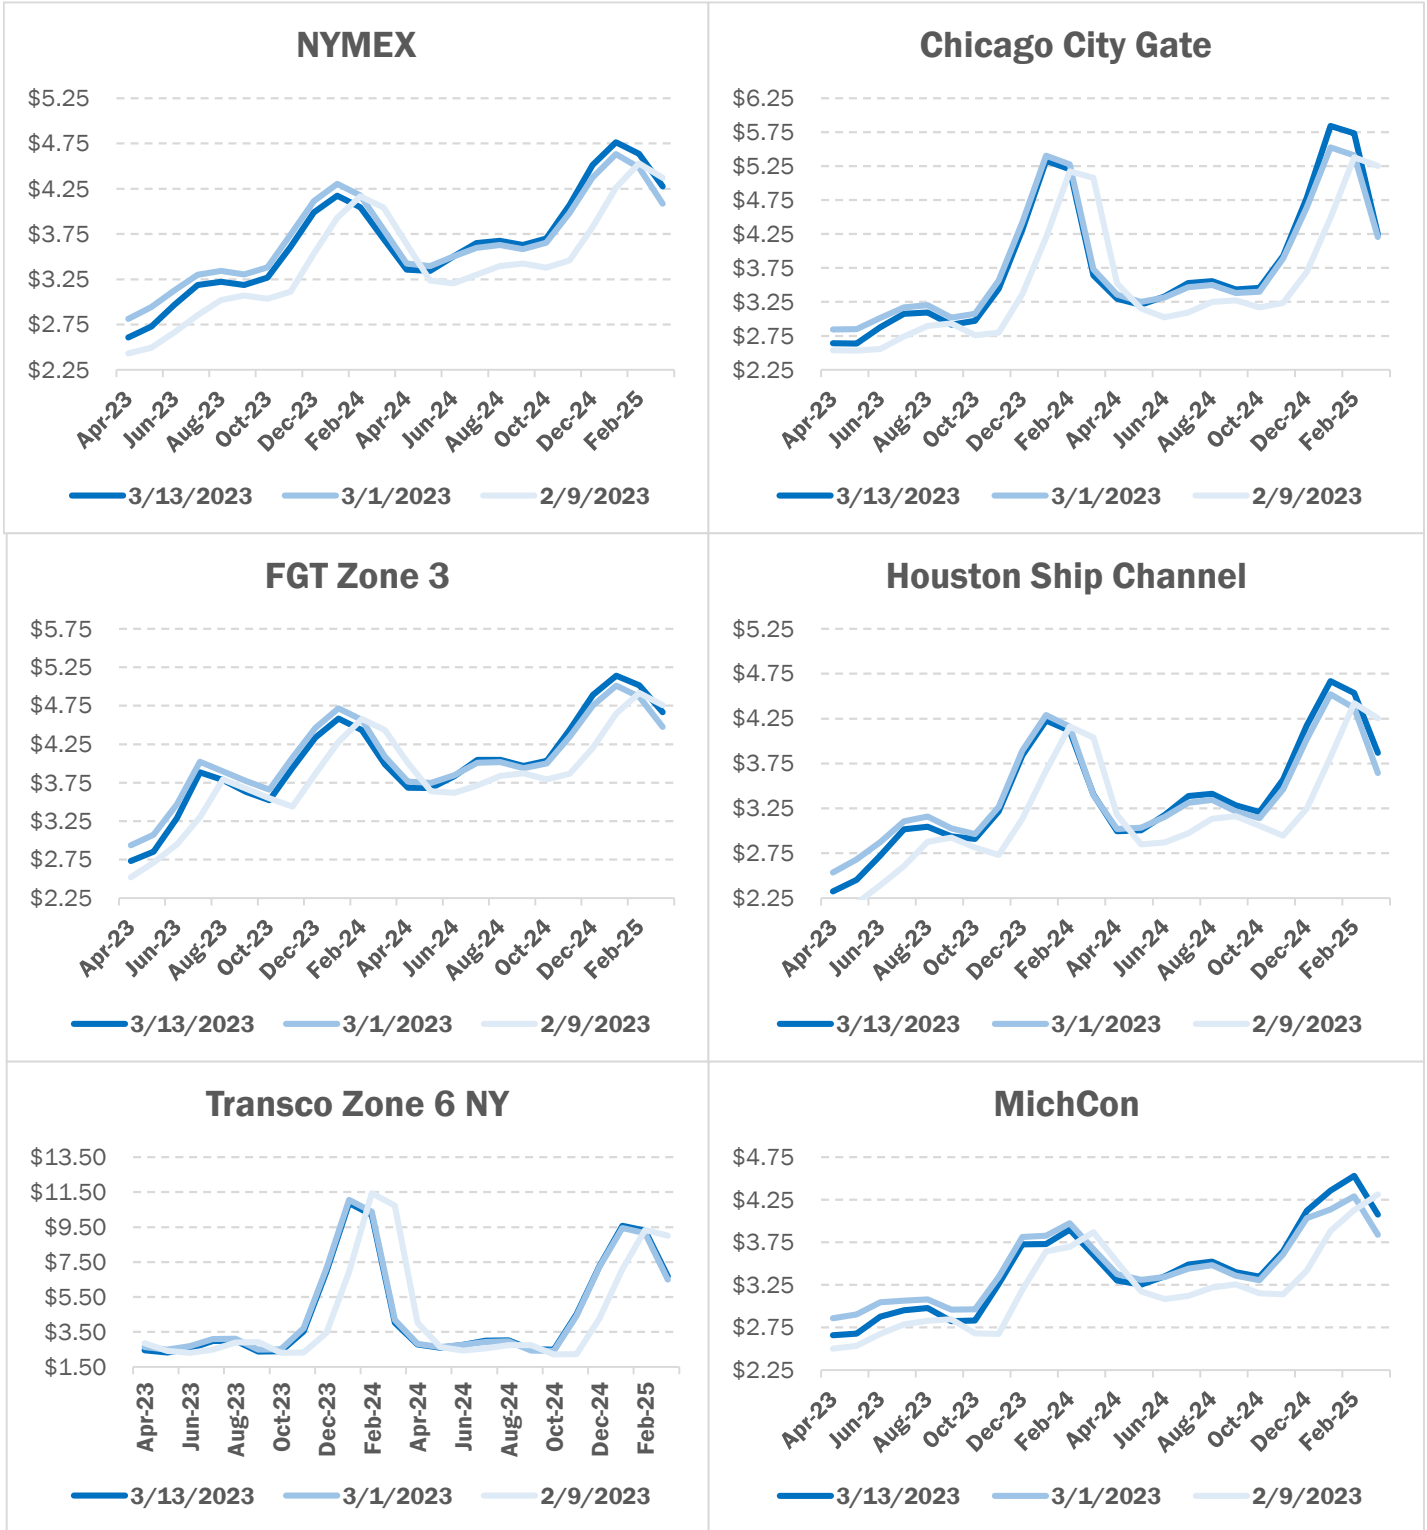 NYMEX
$5.25
$4.75
$4.25
$3.75
$3.25
$2.75
$2.25
Apr-23 Jun-23 Aug-23 Oct-23 Dec-23 Feb-24 Apr-24 Jun-24 Aug-24 Oct-24 Dec-24 Feb-25
3/13/2023 3/1/2023 2/9/2023
Chicago City Gate
$6.25
$5.75
$5.25
$4.75
$4.25
$3.75
$3.25
$2.75
$2.25
Apr-23 Jun-23 Aug-23 Oct-23 Dec-23 Feb-24 Apr-24 Jun-24 Aug-24 Oct-24 Dec-24 Feb-25
3/13/2023 3/1/2023 2/9/2023
FGT Zone 3
$5.75
$5.25
$4.75
$4.25
$3.75
$3.25
$2.75
$2.25
Apr-23 Jun-23 Aug-23 Oct-23 Dec-23 Feb-24 Apr-24 Jun-24 Aug-24 Oct-24 Dec-24 Feb-25
3/13/2023 3/1/2023 2/9/2023
Houston Ship Channel
$5.25
$4.75
$4.25
$3.75
$3.25
$2.75
$2.25
Apr-23 Jun-23 Aug-23 Oct-23 Dec-23 Feb-24 Apr-24 Jun-24 Aug-24 Oct-24 Dec-24 Feb-25
3/13/2023 3/1/2023 2/9/2023
Transco Zone 6 NY
$13.50
$11.50
$9.50
$7.50
$5.50
$3.50
$1.50
Apr-23 Jun-23 Aug-23 Oct-23 Dec-23 Feb-24 Apr-24 Jun-24 Aug-24 Oct-24 Dec-24 Feb-25
3/13/2023 3/1/2023 2/9/2023
MichCon
$4.75
$4.25
$3.75
$3.25
$2.75
$2.25
Apr-23 Jun-23 Aug-23 Oct-23 Dec-23 Feb-24 Apr-24 Jun-24 Aug-24 Oct-24 Dec-24 Feb-25
3/13/2023 3/1/2023 2/9/2023